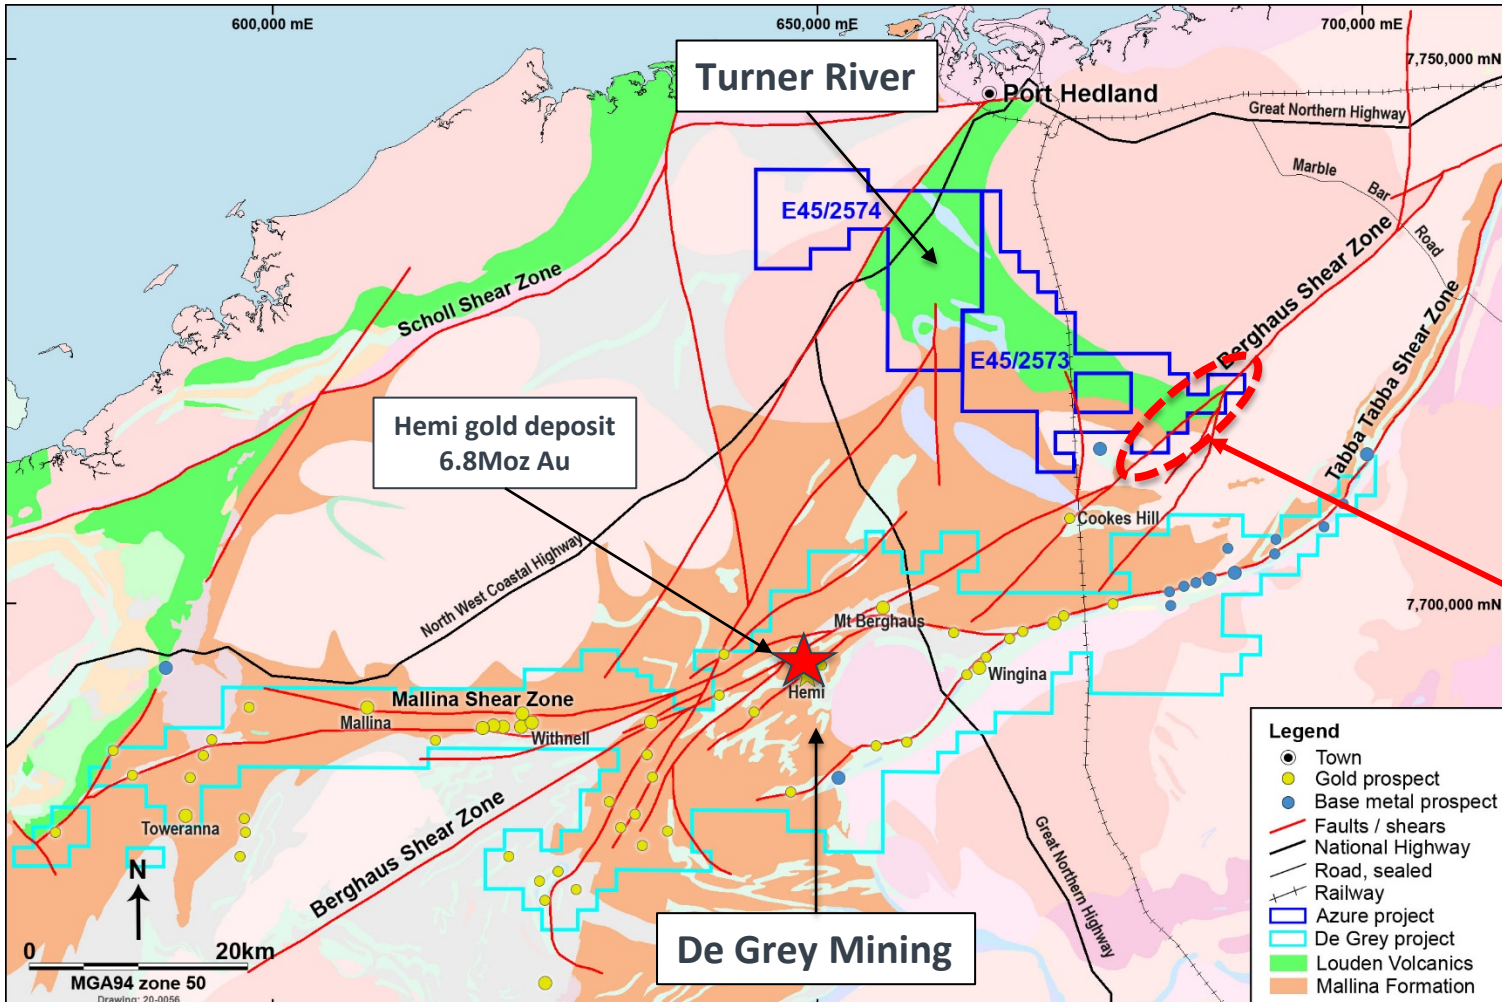 600,000 mE
650,000 mE
700,000 mE
7,750,000 mN
Turner River
Port Hedland
Great Northern Highway
Marble
Bar
Road
E45/2574
Scholl Shear Zone
Berghaus Shear Zone
E45/2573
Tabba Tabba Shear Zone
Hemi gold deposit
6.8Moz Au
Cookes Hill
North West Coastal Highway
7,700,000 mN
Mt Berghaus
Wingina
Hemi
Mallina Shear Zone
Mallina
Withnell
Toweranna
Berghaus Shear Zone
Great Northern Highway
De Grey Mining
N
0
20km
MGA94 zone 50
Drawing: 20-0056
Legend
Town
Gold prospect
Base metal prospect
Faults / shears
National Highway
Road, sealed
Railway
Azure project
De Grey project
Louden Volcanics
Mallina Formation